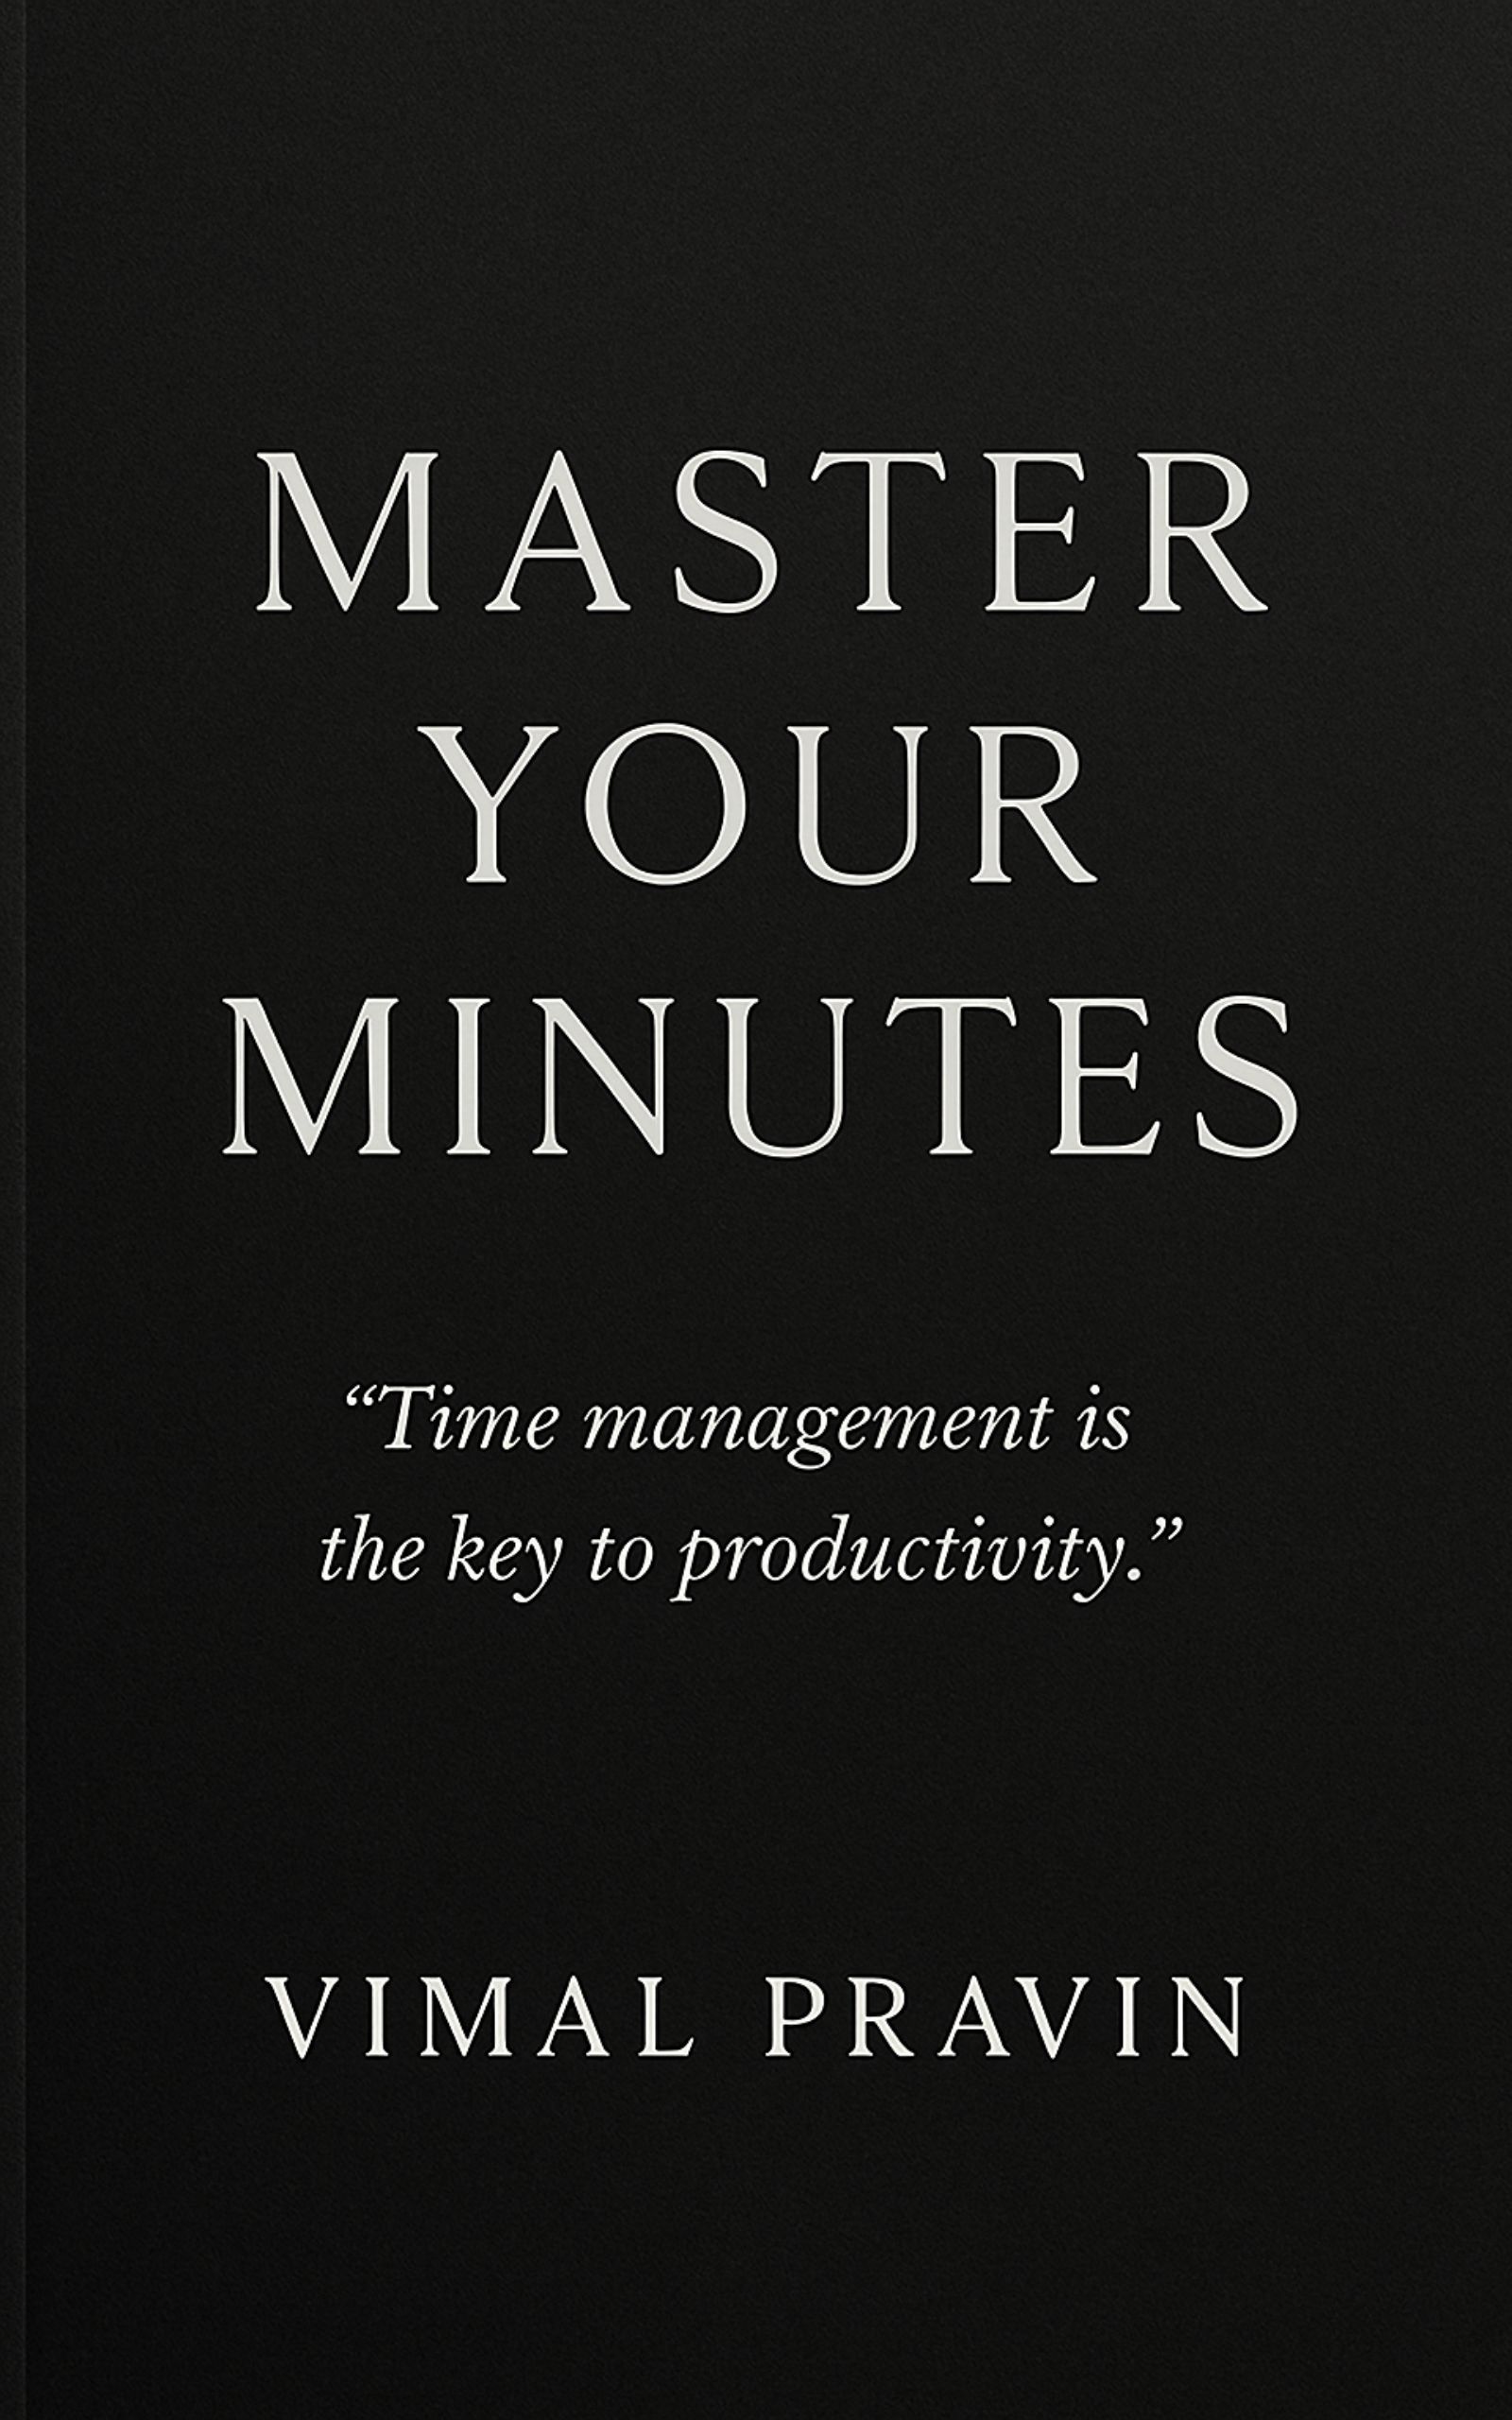 MASTER
YOUR
MINUTES
“Time management is
the key to productivity.”
VIMAL PRAVIN